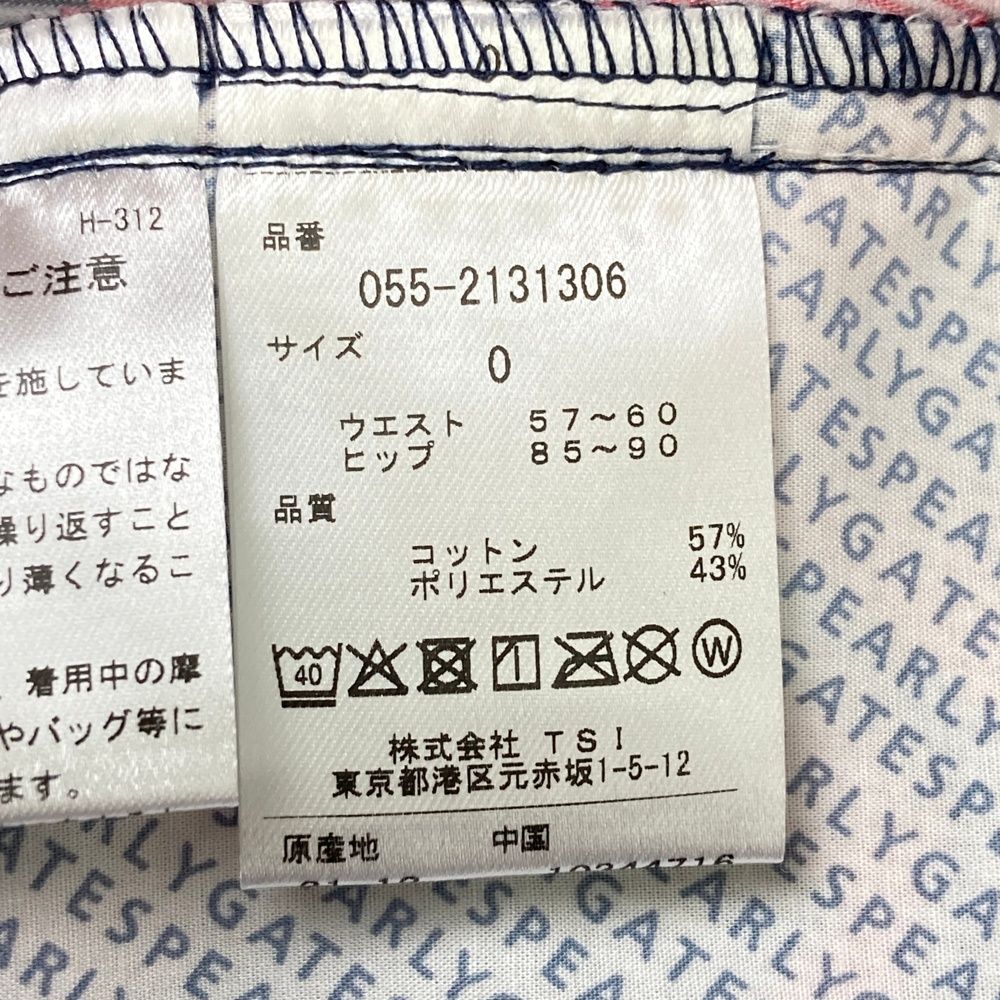 H-312
ご注意
を施していま
なものではな
繰り返すこと
り薄くなるこ
、着用中の摩
やバッグ等に
ます。
品番
055-2131306
サイズ
0
ウエスト 57～60
ヒップ 85～90
品質
コットン 57%
ポリエステル 43%
40
W
株式会社 TSI
東京都港区元赤坂1-5-12
原産地 中国
PEARLYGATES
PEARLYGATES
PEARLYGATES